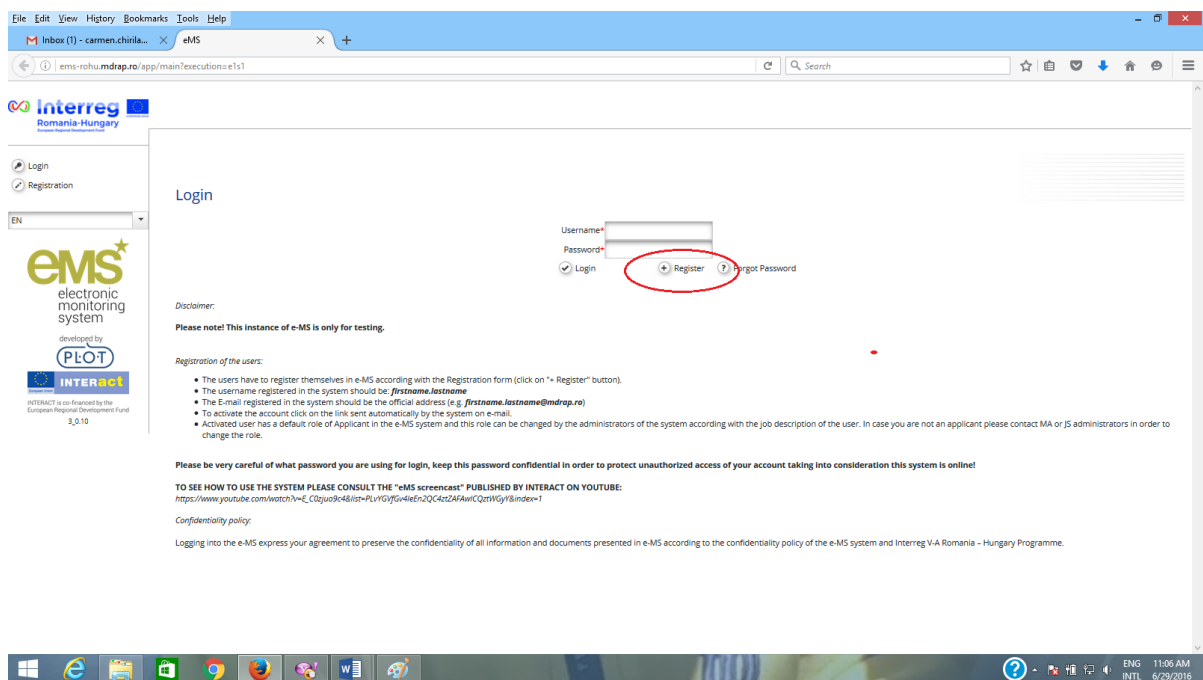 File Edit View History Bookmarks Tools Help
Inbox (1) - carmen.chirila...
eMS
ems-rohu.mdrap.ro/app/main?execution=e1s1
Search
Interreg
Romania-Hungary
European Regional Development Fund
Login
Registration
EN
eMS
electronic
monitoring
system
developed by
PLOT
INTERact
INTERACT is co-financed by the
European Regional Development Fund
3_0.10
Login
Username*
Password*
Login Register Forgot Password
Disclaimer:
Please note! This instance of e-MS is only for testing.
Registration of the users:
The users have to register themselves in e-MS according with the Registration form (click on "+ Register" button).
The username registered in the system should be: firstname.lastname
The E-mail registered in the system should be the official address (e.g. firstname.lastname@mdrap.ro)
To activate the account click on the link sent automatically by the system on e-mail.
Activated user has a default role of Applicant in the e-MS system and this role can be changed by the administrators of the system according with the job description of the user. In case you are not an applicant please contact MA or JS administrators in order to
change the role.
Please be very careful of what password you are using for login, keep this password confidential in order to protect unauthorized access of your account taking into consideration this system is online!
TO SEE HOW TO USE THE SYSTEM PLEASE CONSULT THE "eMS screencast" PUBLISHED BY INTERACT ON YOUTUBE:
https://www.youtube.com/watch?v=E_C0zjuo9c4&list=PLvYGVfGv4IeEn2QC4ztZAFAwICQztWGyY&index=1
Confidentiality policy:
Logging into the e-MS express your agreement to preserve the confidentiality of all information and documents presented in e-MS according to the confidentiality policy of the e-MS system and Interreg V-A Romania – Hungary Programme.
ENG 11:06 AM
INTL 6/29/2016